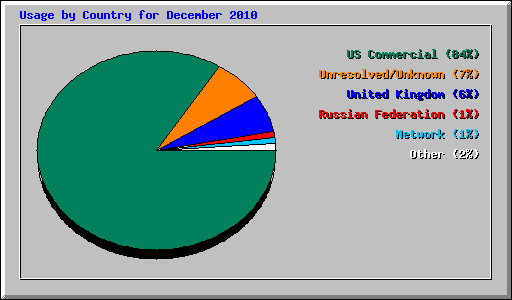 Usage by Country for December 2010
US Commercial (84%)
Unresolved/Unknown (7%)
United Kingdom (6%)
Russian Federation (1%)
Network (1%)
Other (2%)